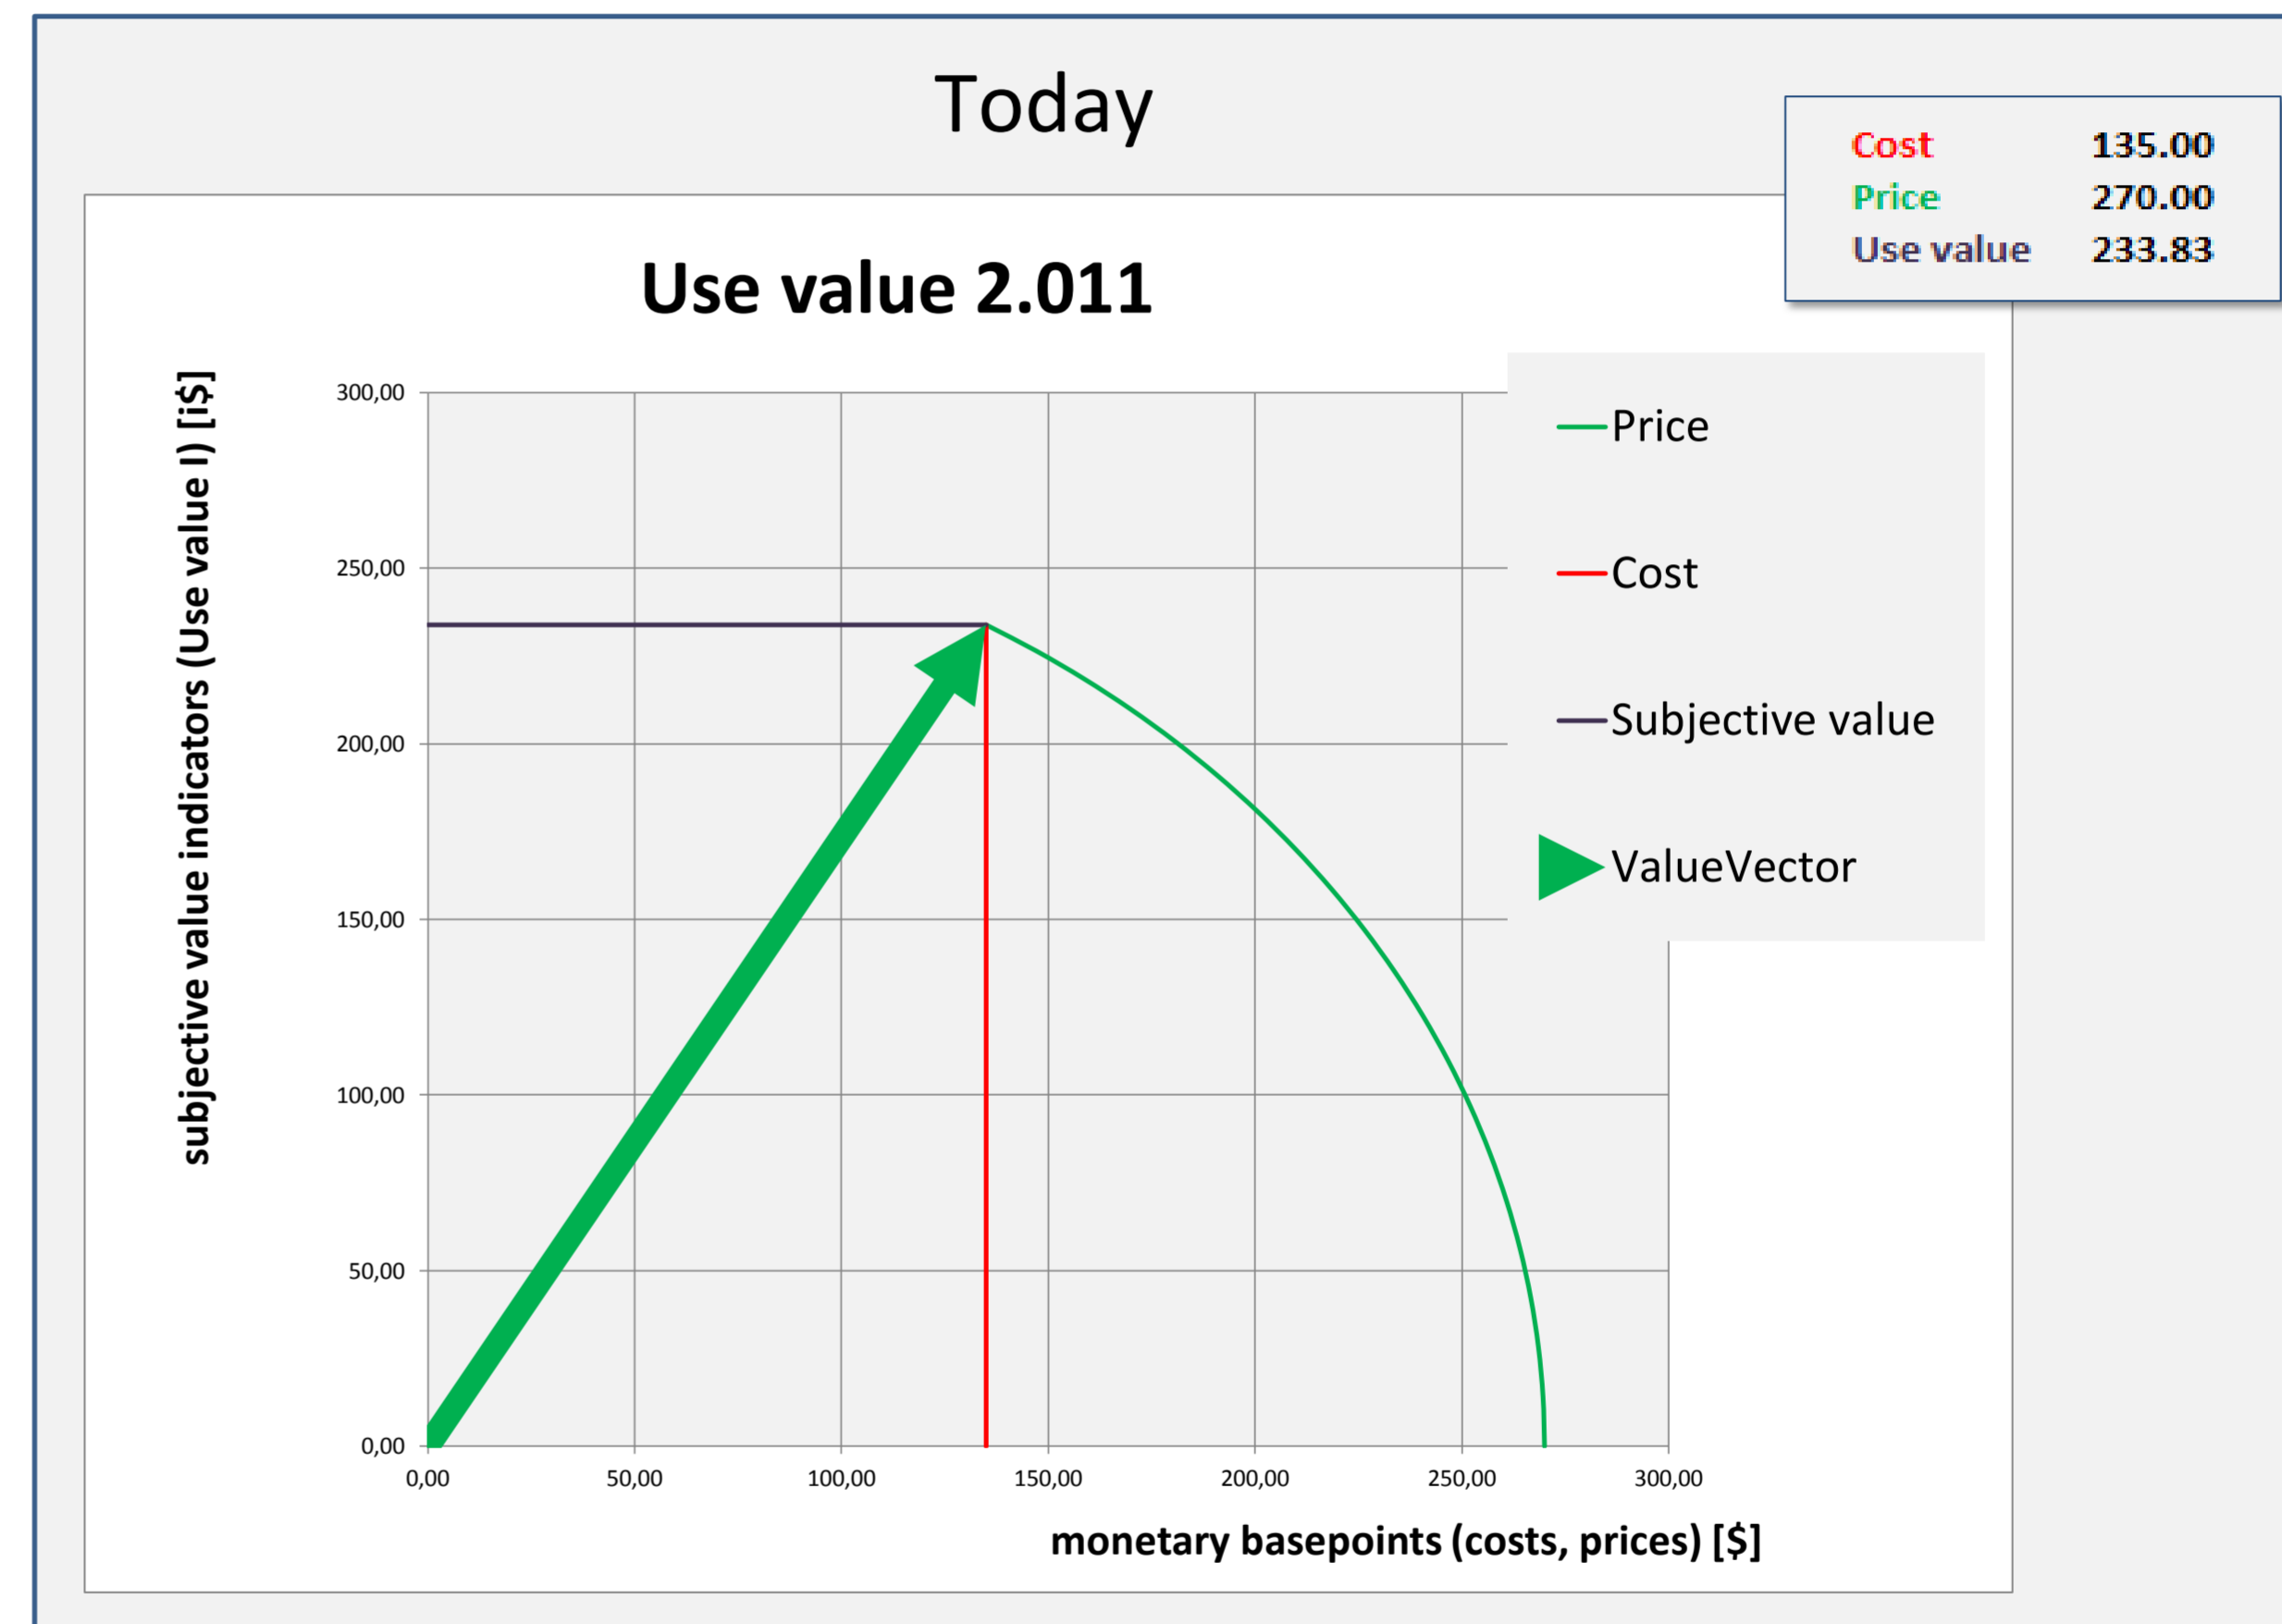 Today
Cost 135.00
Price 270.00
Use value 233.83
Use value 2.011
subjective value indicators (Use value I) [i$]
300,00
250,00
200,00
150,00
100,00
50,00
0,00
0,00 50,00 100,00 150,00 200,00 250,00 300,00
monetary basepoints (costs, prices) [$]
Price
Cost
Subjective value
ValueVector